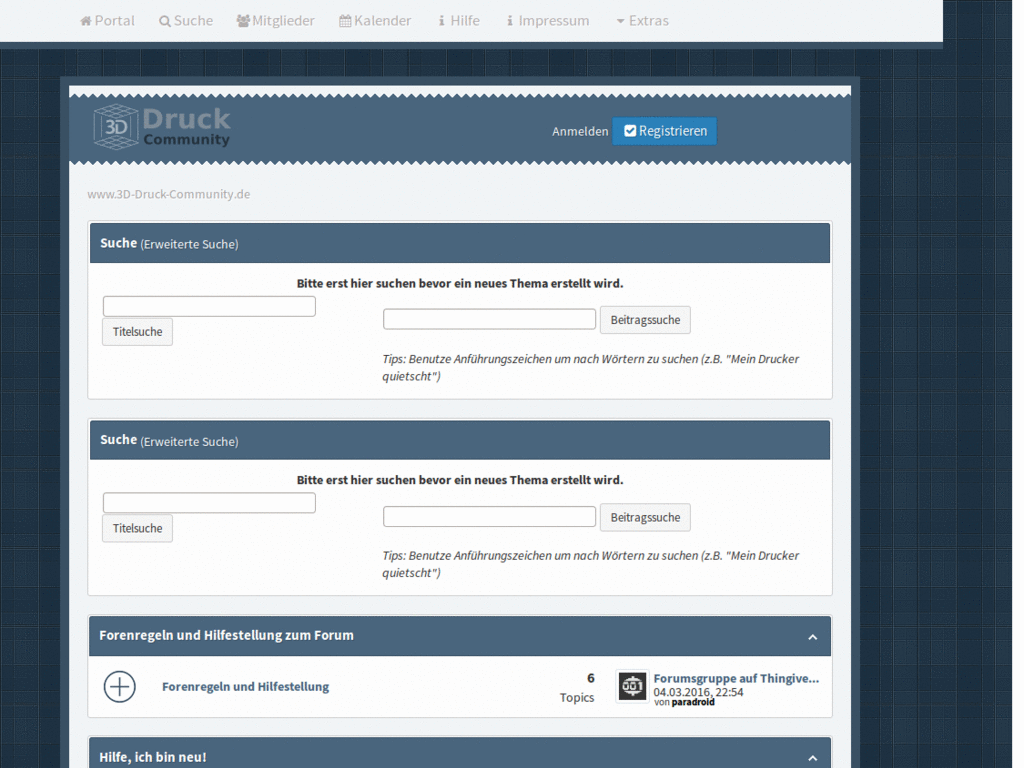 Portal Suche Mitglieder Kalender Hilfe Impressum Extras
3D Druck Community
Anmelden Registrieren
www.3D-Druck-Community.de
Suche (Erweiterte Suche)
Bitte erst hier suchen bevor ein neues Thema erstellt wird.
Titelsuche
Beitragssuche
Tips: Benutze Anführungszeichen um nach Wörtern zu suchen (z.B. "Mein Drucker
quietscht")
Suche (Erweiterte Suche)
Bitte erst hier suchen bevor ein neues Thema erstellt wird.
Titelsuche
Beitragssuche
Tips: Benutze Anführungszeichen um nach Wörtern zu suchen (z.B. "Mein Drucker
quietscht")
Forenregeln und Hilfestellung zum Forum
Forenregeln und Hilfestellung
6
Topics
001
Forumsgruppe auf Thingive...
04.03.2016, 22:54
von paradroid
Hilfe, ich bin neu!